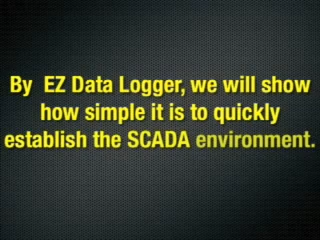 By  EZ Data Logger, we will show
how simple it is to quickly
establish the SCADA environment.